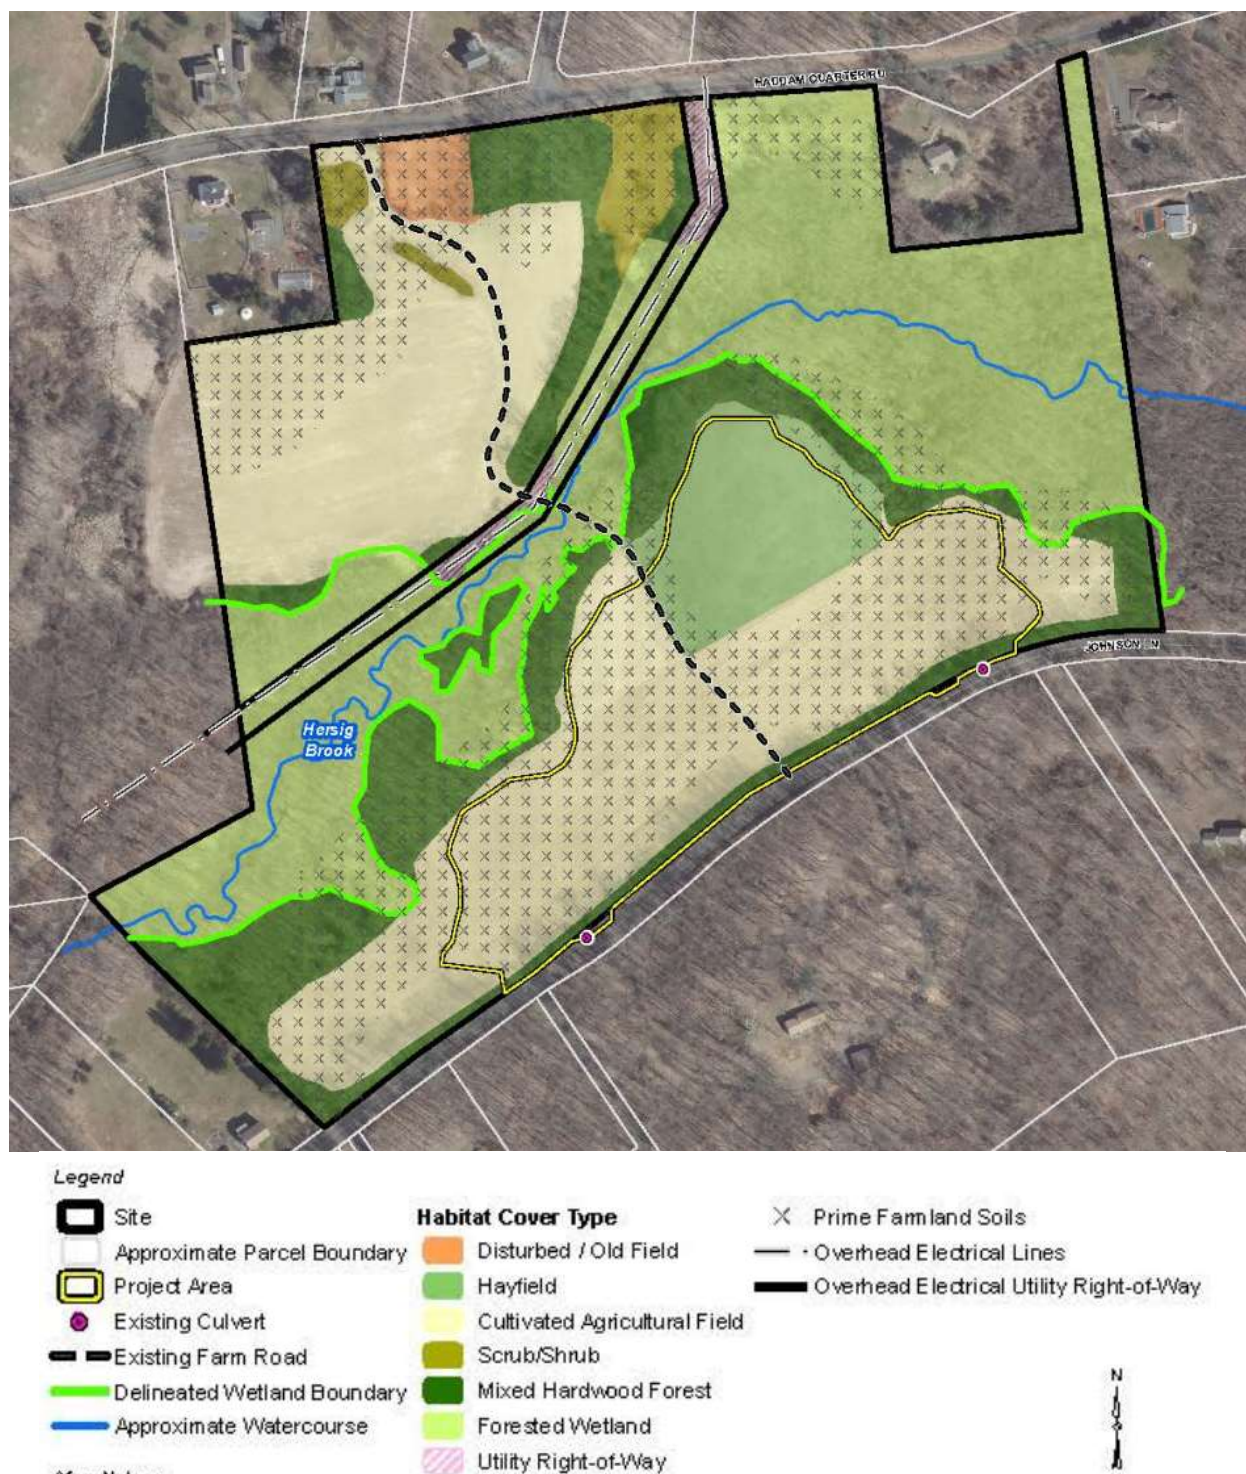 HADDAM QUARTER RD
JOHNSON LN
Hersig
Brook
Legend
Site
Approximate Parcel Boundary
Project Area
Existing Culvert
Existing Farm Road
Delineated Wetland Boundary
Approximate Watercourse
Habitat Cover Type
Disturbed / Old Field
Hayfield
Cultivated Agricultural Field
Scrub/Shrub
Mixed Hardwood Forest
Forested Wetland
Utility Right-of-Way
Prime Farmland Soils
Overhead Electrical Lines
Overhead Electrical Utility Right-of-Way
N